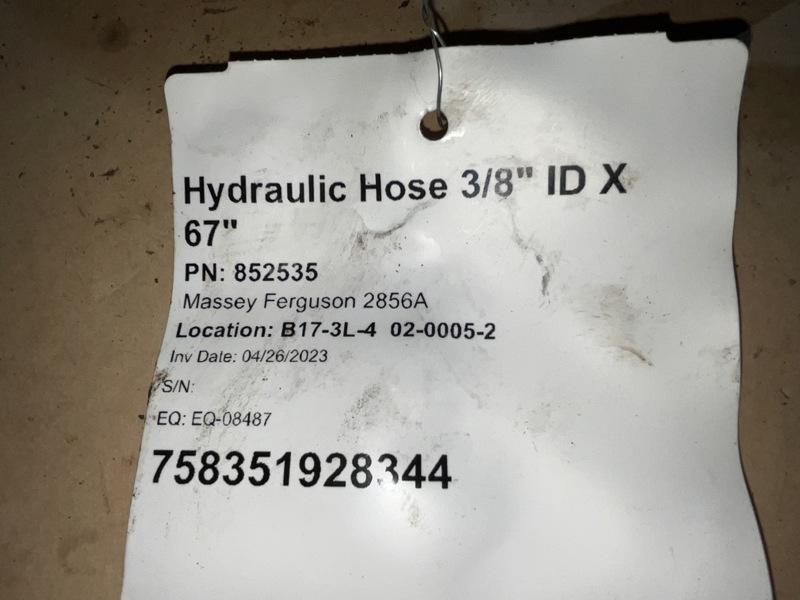 Hydraulic Hose 3/8" ID X
67"
PN: 852535
Massey Ferguson 2856A
Location: B17-3L-4 02-0005-2
Inv Date: 04/26/2023
S/N:
EQ: EQ-08487
758351928344